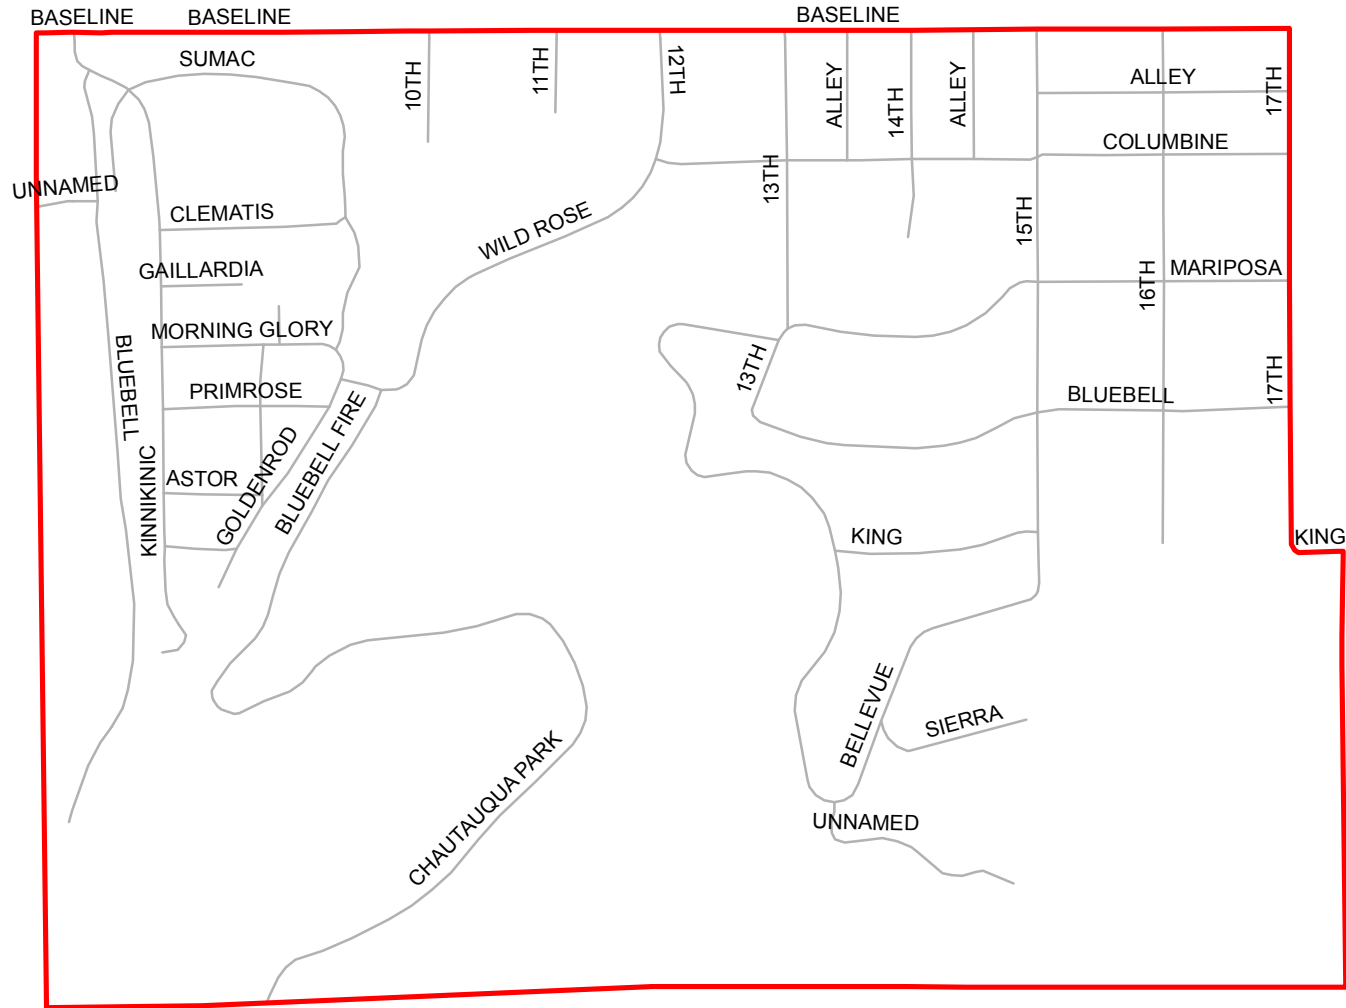 BASELINE
BASELINE
BASELINE
SUMAC
10TH
11TH
12TH
ALLEY
14TH
ALLEY
ALLEY
17TH
COLUMBINE
UNNAMED
13TH
CLEMATIS
WILD ROSE
15TH
GAILLARDIA
16TH
MARIPOSA
MORNING GLORY
BLUEBELL
13TH
PRIMROSE
BLUEBELL
17TH
BLUEBELL FIRE
GOLDENROD
ASTOR
KINNIKINIC
KING
KING
BELLEVUE
SIERRA
CHAUTAUQUA PARK
UNNAMED